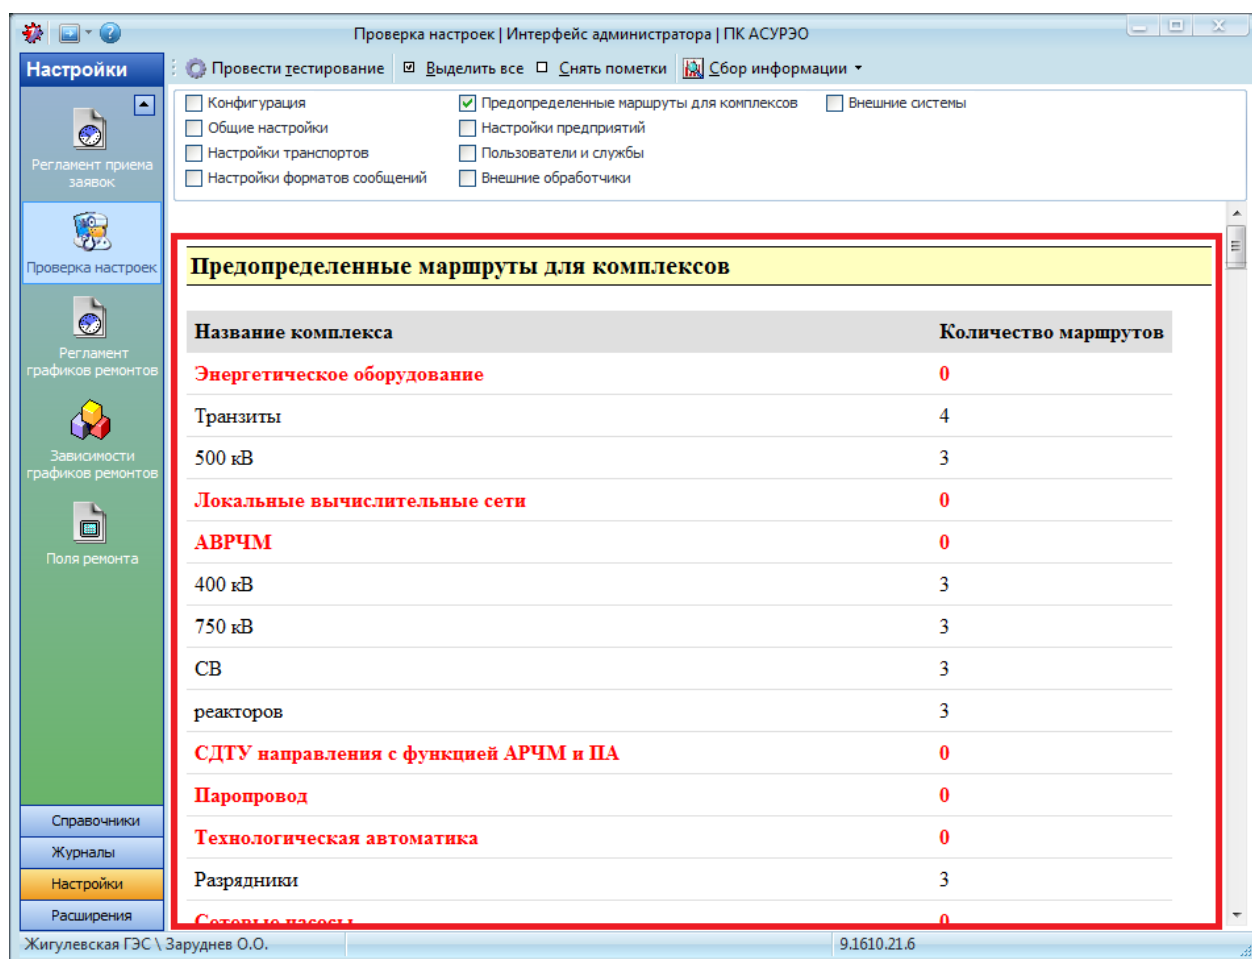 Проверка настроек | Интерфейс администратора | ПК АСУРЭО
Настройки
Провести тестирование Выделить все Снять пометки Сбор информации
Конфигурация Предопределенные маршруты для комплексов Внешние системы
Общие настройки Настройки предприятий
Настройки транспортов Пользователи и службы
Настройки форматов сообщений Внешние обработчики
Регламент приема
заявок
Проверка настроек
Регламент
графиков ремонтов
Зависимости
графиков ремонтов
Поля ремонта
Справочники
Журналы
Настройки
Расширения
Предопределенные маршруты для комплексов
Название комплекса Количество маршрутов
Энергетическое оборудование 0
Транзиты 4
500 кВ 3
Локальные вычислительные сети 0
АВРЧМ 0
400 кВ 3
750 кВ 3
СВ 3
реакторов 3
СДТУ направления с функцией АРЧМ и ПА 0
Паропровод 0
Технологическая автоматика 0
Разрядники 3
Сетевые насосы 0
Жигулевская ГЭС \ Заруднев О.О. 9.1610.21.6